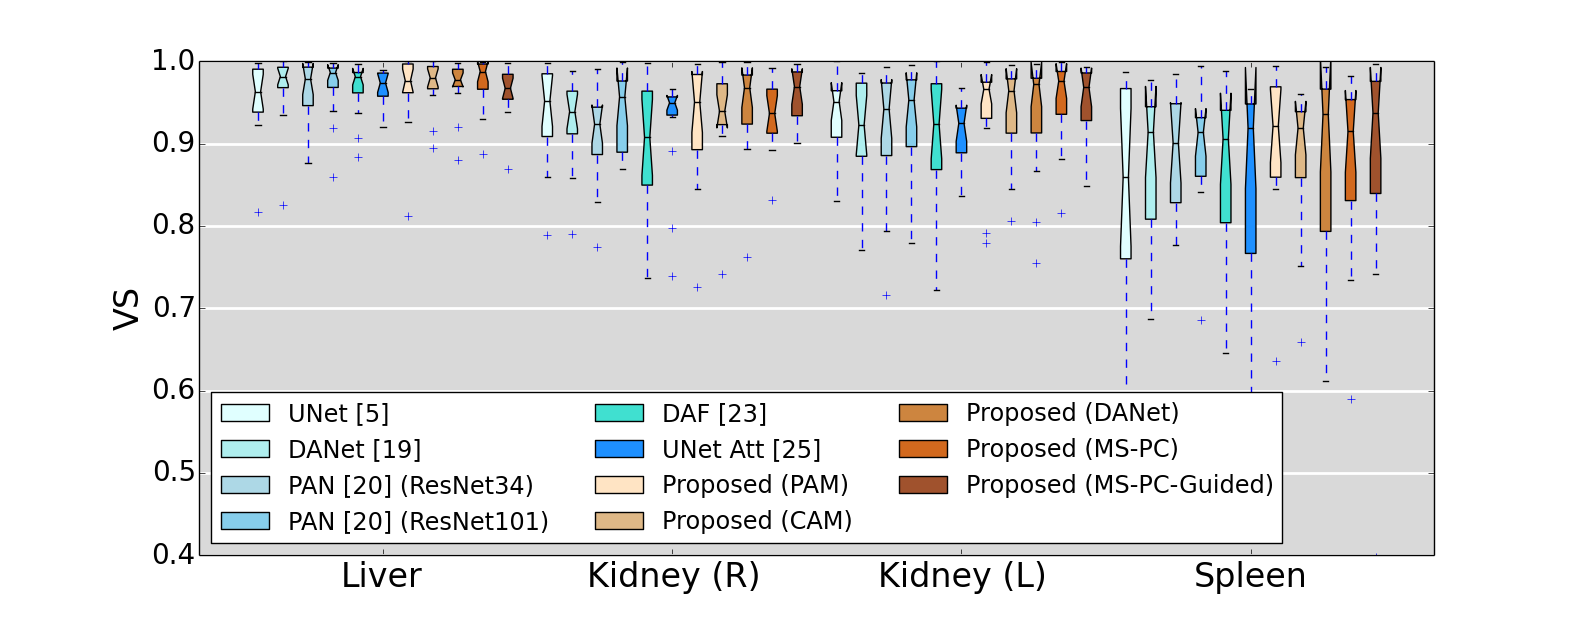 1.0
0.9
0.8
0.7
0.6
0.5
0.4
VS
UNet [5]
DANet [19]
PAN [20] (ResNet34)
PAN [20] (ResNet101)
DAF [23]
UNet Att [25]
Proposed (PAM)
Proposed (CAM)
Proposed (DANet)
Proposed (MS-PC)
Proposed (MS-PC-Guided)
Liver Kidney (R) Kidney (L) Spleen